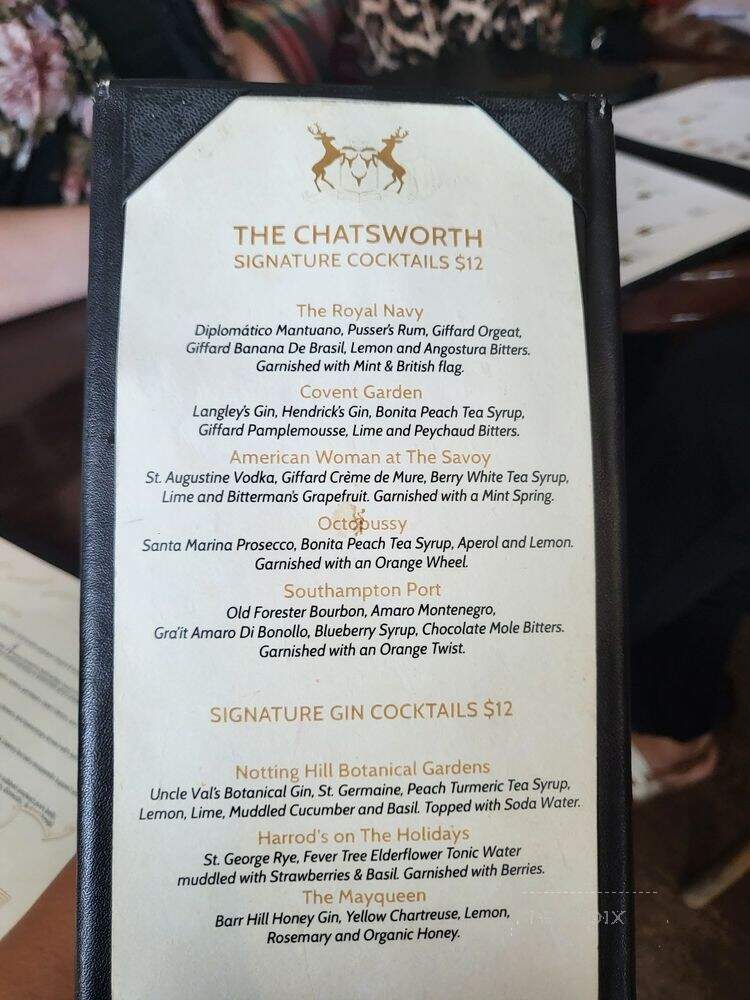 THE CHATSWORTH
SIGNATURE COCKTAILS $12
The Royal Navy
Diplomático Mantuano, Pusser's Rum, Giffard Orgeat,
Giffard Banana De Brasil, Lemon and Angostura Bitters.
Garnished with Mint & British flag.
Covent Garden
Langley's Gin, Hendrick's Gin, Bonita Peach Tea Syrup,
Giffard Pamplemousse, Lime and Peychaud Bitters.
American Woman at The Savoy
St. Augustine Vodka, Giffard Crème de Mure, Berry White Tea Syrup,
Lime and Bitterman's Grapefruit. Garnished with a Mint Spring.
Octopussy
Santa Marina Prosecco, Bonita Peach Tea Syrup, Aperol and Lemon.
Garnished with an Orange Wheel.
Southampton Port
Old Forester Bourbon, Amaro Montenegro,
Gra'it Amaro Di Bonollo, Blueberry Syrup, Chocolate Mole Bitters.
Garnished with an Orange Twist.
SIGNATURE GIN COCKTAILS $12
Notting Hill Botanical Gardens
Uncle Val's Botanical Gin, St. Germaine, Peach Turmeric Tea Syrup,
Lemon, Lime, Muddled Cucumber and Basil. Topped with Soda Water.
Harrod's on The Holidays
St. George Rye, Fever Tree Elderflower Tonic Water
muddled with Strawberries & Basil. Garnished with Berries.
The Mayqueen
Barr Hill Honey Gin, Yellow Chartreuse, Lemon,
Rosemary and Organic Honey.